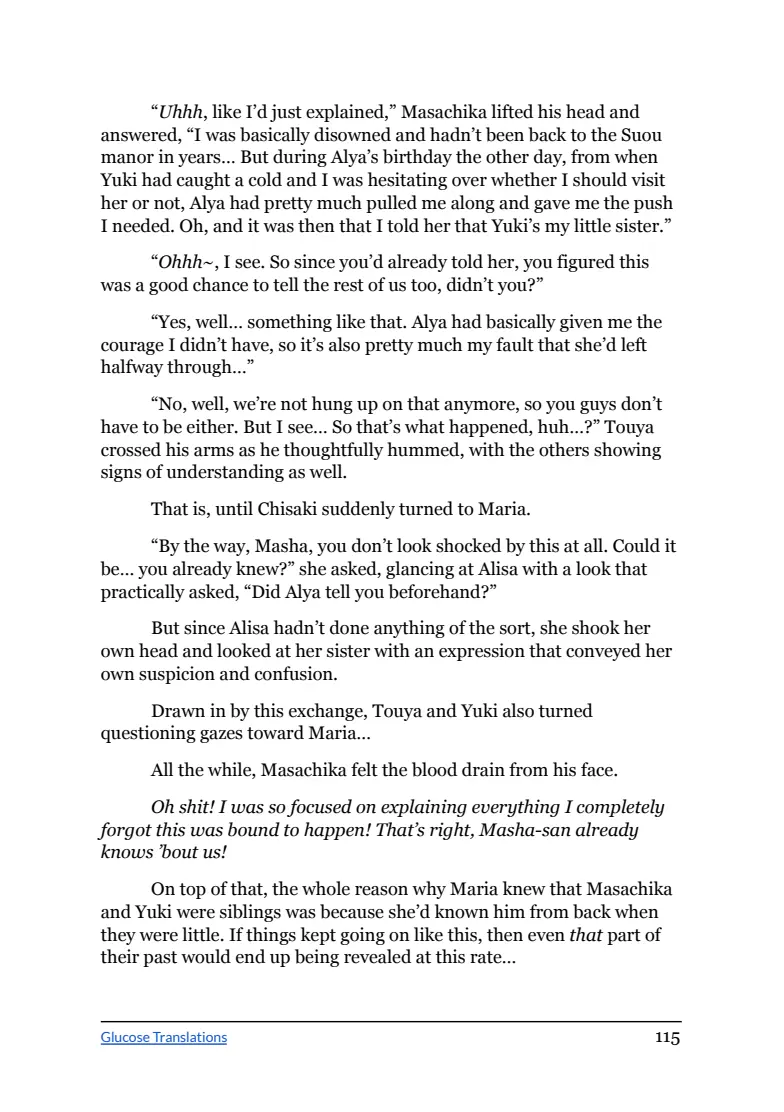 “Uhhh, like I’d just explained,” Masachika lifted his head and
answered, “I was basically disowned and hadn’t been back to the Suou
manor in years… But during Alya’s birthday the other day, from when
Yuki had caught a cold and I was hesitating over whether I should visit
her or not, Alya had pretty much pulled me along and gave me the push
I needed. Oh, and it was then that I told her that Yuki’s my little sister.”
“Ohhh~, I see. So since you’d already told her, you figured this
was a good chance to tell the rest of us too, didn’t you?”
“Yes, well… something like that. Alya had basically given me the
courage I didn’t have, so it’s also pretty much my fault that she’d left
halfway through…”
“No, well, we’re not hung up on that anymore, so you guys don’t
have to be either. But I see… So that’s what happened, huh…?” Touya
crossed his arms as he thoughtfully hummed, with the others showing
signs of understanding as well.
That is, until Chisaki suddenly turned to Maria.
“By the way, Masha, you don’t look shocked by this at all. Could it
be… you already knew?” she asked, glancing at Alisa with a look that
practically asked, “Did Alya tell you beforehand?”
But since Alisa hadn’t done anything of the sort, she shook her
own head and looked at her sister with an expression that conveyed her
own suspicion and confusion.
Drawn in by this exchange, Touya and Yuki also turned
questioning gazes toward Maria…
All the while, Masachika felt the blood drain from his face.
Oh shit! I was so focused on explaining everything I completely
forgot this was bound to happen! That’s right, Masha-san already
knows ’bout us!
On top of that, the whole reason why Maria knew that Masachika
and Yuki were siblings was because she’d known him from back when
they were little. If things kept going on like this, then even that part of
their past would end up being revealed at this rate…
Glucose Translations 115